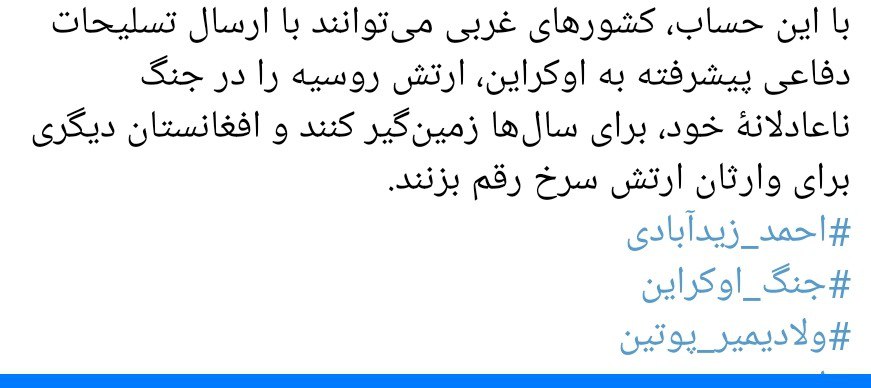 با این حساب، کشورهای غربی می‌توانند با ارسال تسلیحات
دفاعی پیشرفته به اوکراین، ارتش روسیه را در جنگ
ناعادلانهٔ خود، برای سال‌ها زمین‌گیر کنند و افغانستان دیگری
برای وارثان ارتش سرخ رقم بزنند.
#احمد_زیدآبادی
#جنگ_اوکراین
#ولادیمیر_پوتین